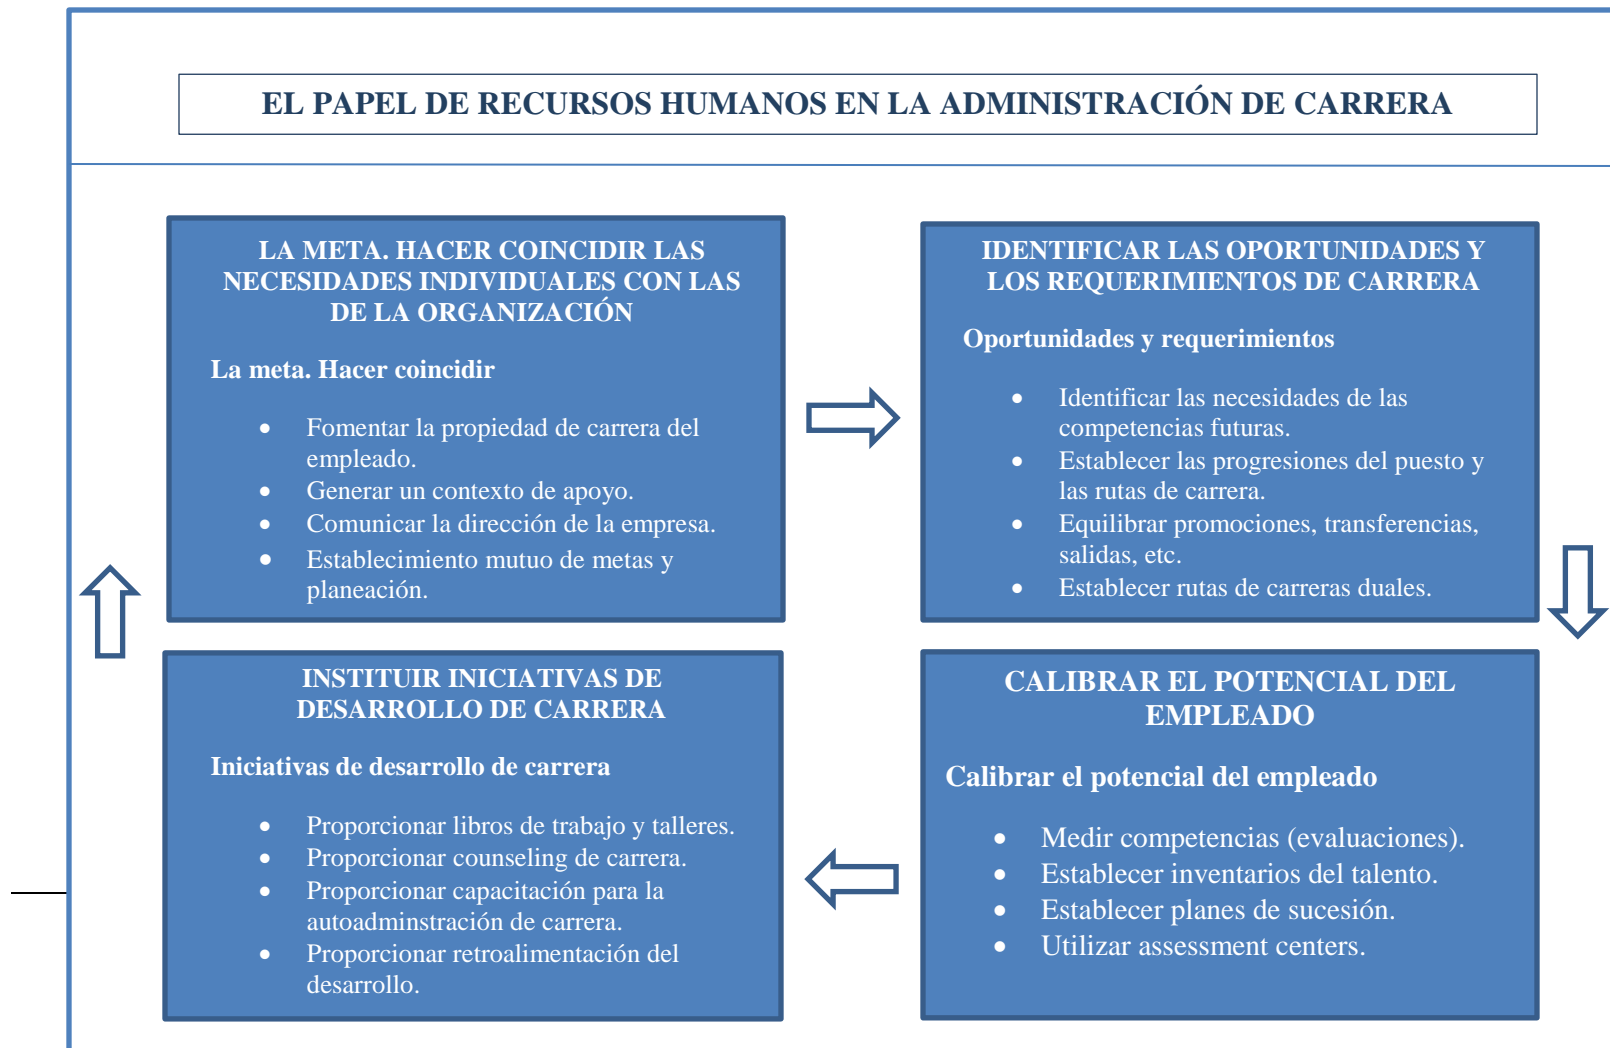 EL PAPEL DE RECURSOS HUMANOS EN LA ADMINISTRACIÓN DE CARRERA
LA META. HACER COINCIDIR LAS
NECESIDADES INDIVIDUALES CON LAS
DE LA ORGANIZACIÓN
La meta. Hacer coincidir
• Fomentar la propiedad de carrera del
empleado.
• Generar un contexto de apoyo.
• Comunicar la dirección de la empresa.
• Establecimiento mutuo de metas y
planeación.
IDENTIFICAR LAS OPORTUNIDADES Y
LOS REQUERIMIENTOS DE CARRERA
Oportunidades y requerimientos
• Identificar las necesidades de las
competencias futuras.
• Establecer las progresiones del puesto y
las rutas de carrera.
• Equilibrar promociones, transferencias,
salidas, etc.
• Establecer rutas de carreras duales.
INSTITUIR INICIATIVAS DE
DESARROLLO DE CARRERA
Iniciativas de desarrollo de carrera
• Proporcionar libros de trabajo y talleres.
• Proporcionar counseling de carrera.
• Proporcionar capacitación para la
autoadminstración de carrera.
• Proporcionar retroalimentación del
desarrollo.
CALIBRAR EL POTENCIAL DEL
EMPLEADO
Calibrar el potencial del empleado
• Medir competencias (evaluaciones).
• Establecer inventarios del talento.
• Establecer planes de sucesión.
• Utilizar assessment centers.